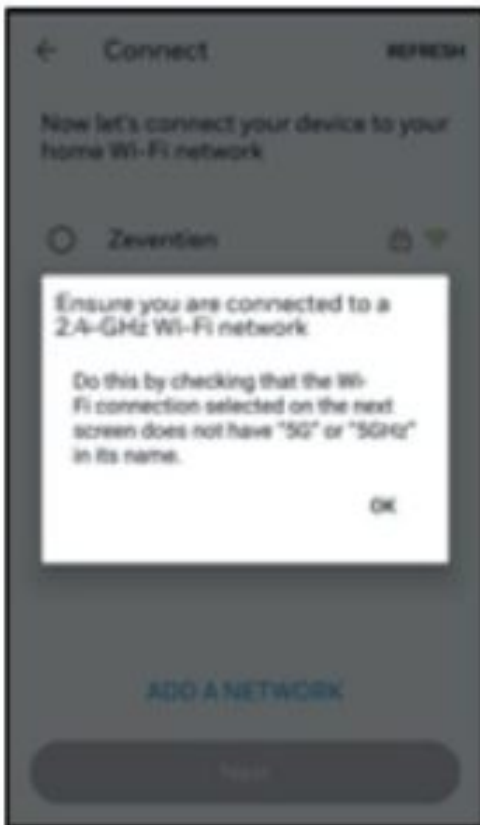 ← Connect REFRESH
Now let's connect your device to your
home Wi-Fi network
Zevention
Ensure you are connected to a
2.4-GHz Wi-Fi network
Do this by checking that the Wi-
Fi connection selected on the next
screen does not have "5G" or "5GHz"
in its name.
OK
ADD A NETWORK
Next